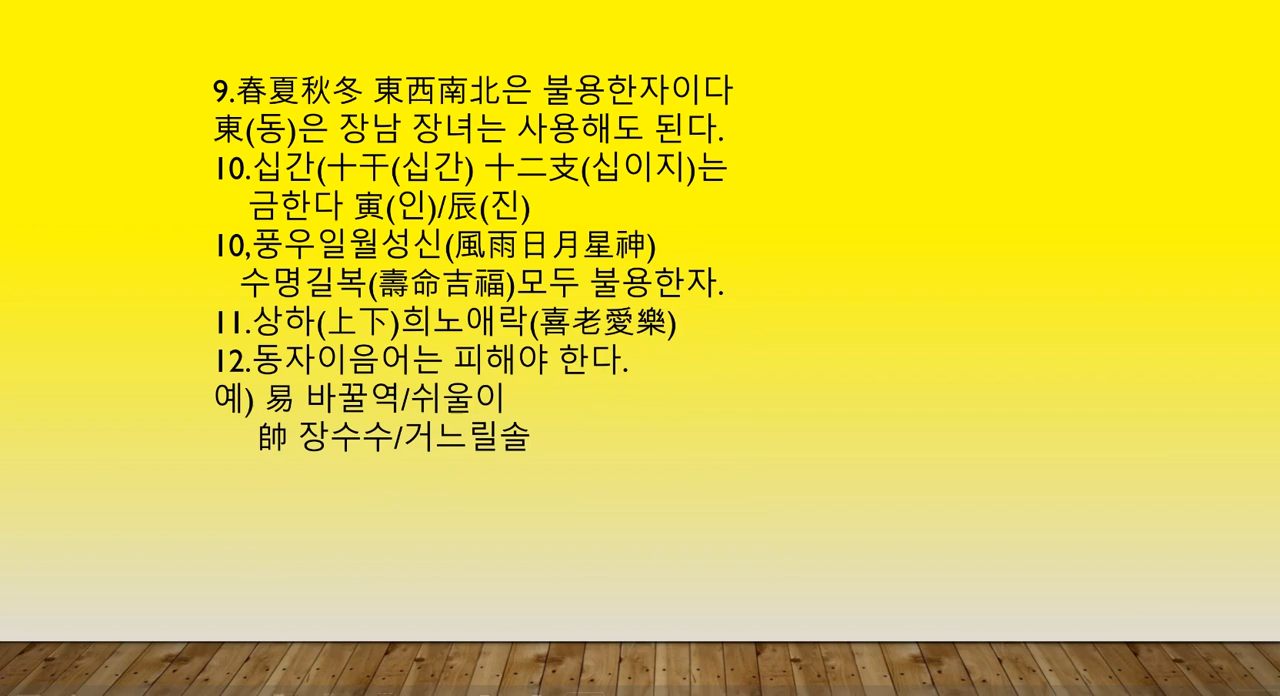 9.春夏秋冬 東西南北은 불용한자이다
東(동)은 장남 장녀는 사용해도 된다.
10.십간(十干(십간) 十二支(십이지)는
금한다 寅(인)/辰(진)
10,풍우일월성신(風雨日月星神)
수명길복(壽命吉福)모두 불용한자.
11.상하(上下)희노애락(喜老愛樂)
12.동자이음어는 피해야 한다.
예) 易 바꿀역/쉬울이
帥 장수수/거느릴솔